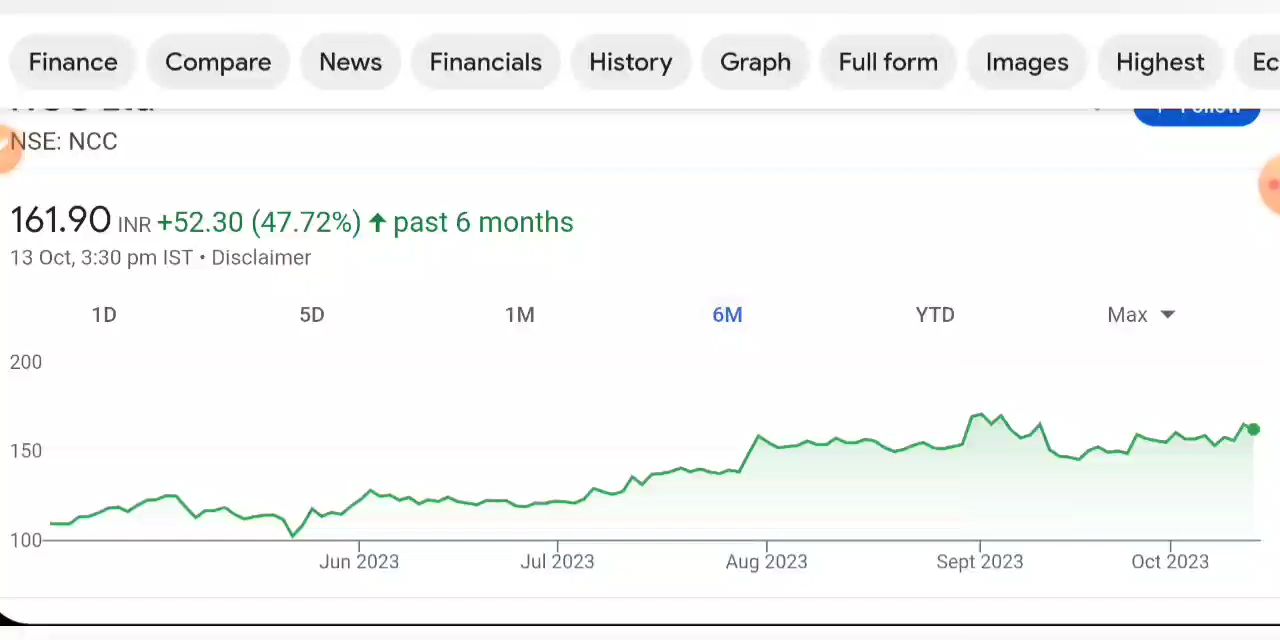 Finance Compare News Financials History Graph Full form Images Highest Ec
NSE: NCC
161.90 INR +52.30 (47.72%) ↑ past 6 months
13 Oct, 3:30 pm IST • Disclaimer
1D 5D 1M 6M YTD Max
200
150
100
Jun 2023 Jul 2023 Aug 2023 Sept 2023 Oct 2023